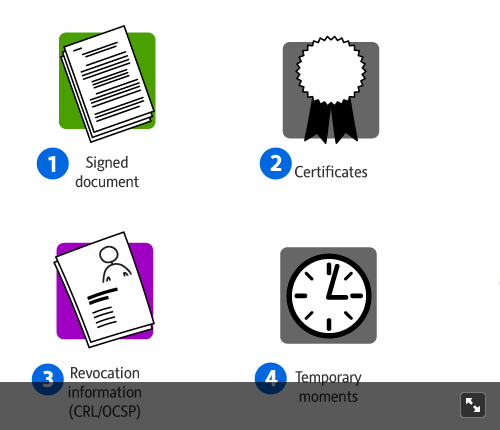 1 Signed
document
2 Certificates
3 Revocation
information
(CRL/OCSP)
4 Temporary
moments